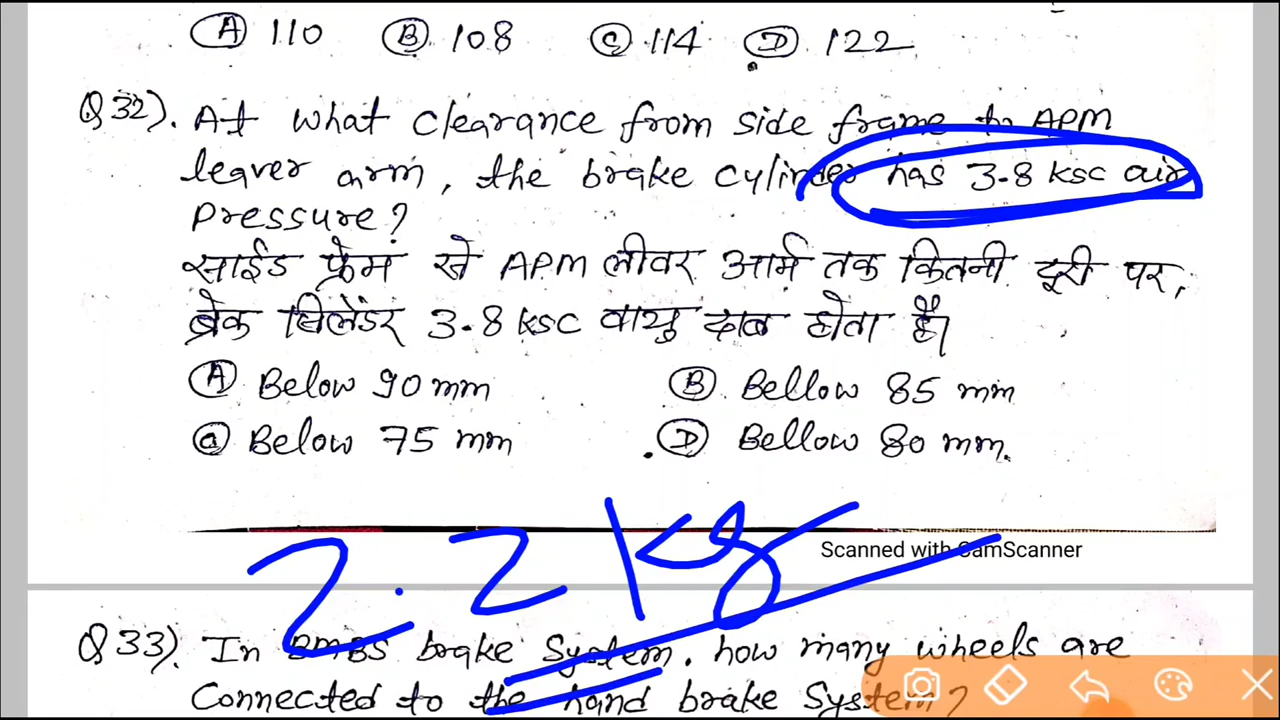 Ⓐ 110 Ⓑ 108 Ⓒ 114 Ⓓ 122
Q 32). At what clearance from side frame to APM
leaver arm, the brake cylinder has 3.8 ksc air
Pressure?
साईड फ्रेम से APM लीवर आर्म तक कितनी दूरी पर,
ब्रेक सिलेंडर 3.8 ksc वायु दाब होता है।
Ⓐ Below 90 mm Ⓑ Bellow 85 mm
Ⓒ Below 75 mm Ⓓ Bellow 80 mm.
2.2 kg
Scanned with CamScanner
Q 33). In BMBS brake System. how many wheels are
Connected to the hand brake System?